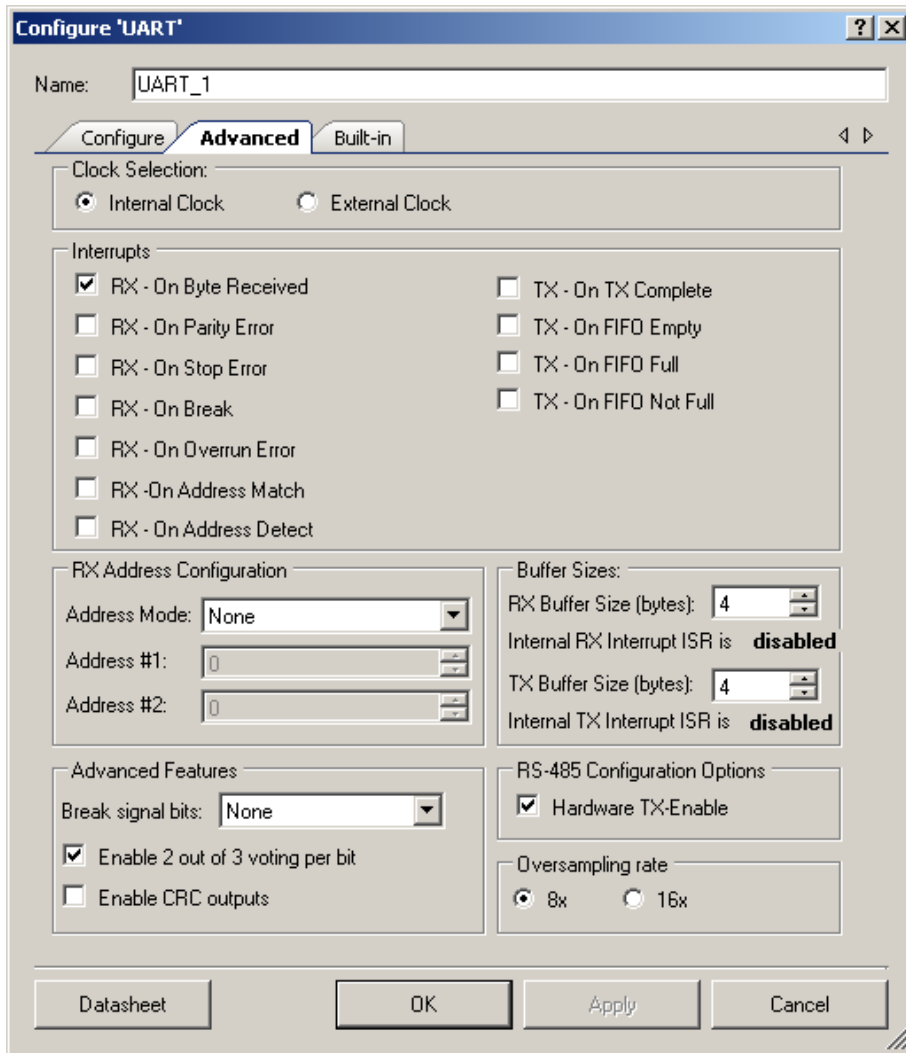 Configure 'UART'
Name: UART_1
Configure Advanced Built-in
Clock Selection:
Internal Clock External Clock
Interrupts
RX - On Byte Received
RX - On Parity Error
RX - On Stop Error
RX - On Break
RX - On Overrun Error
RX -On Address Match
RX - On Address Detect
TX - On TX Complete
TX - On FIFO Empty
TX - On FIFO Full
TX - On FIFO Not Full
RX Address Configuration
Address Mode: None
Address #1: 0
Address #2: 0
Buffer Sizes:
RX Buffer Size (bytes): 4
Internal RX Interrupt ISR is disabled
TX Buffer Size (bytes): 4
Internal TX Interrupt ISR is disabled
Advanced Features
Break signal bits: None
Enable 2 out of 3 voting per bit
Enable CRC outputs
RS-485 Configuration Options
Hardware TX-Enable
Oversampling rate
8x 16x
Datasheet OK Apply Cancel